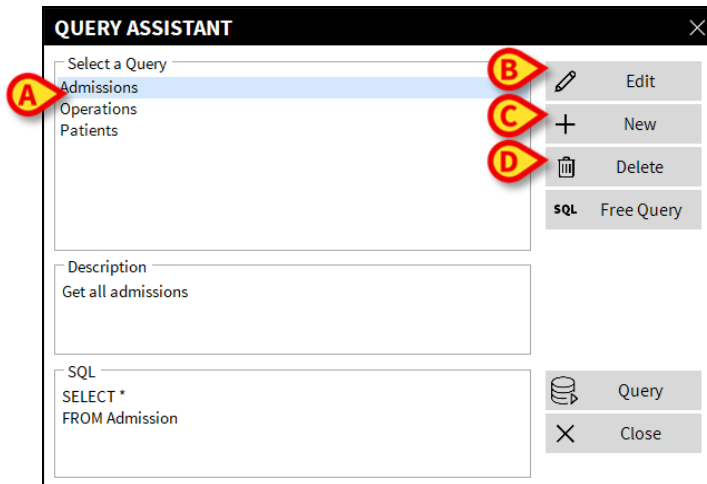 QUERY ASSISTANT
Select a Query
A
Admissions
Operations
Patients
B
Edit
C
New
D
Delete
SQL Free Query
Description
Get all admissions
SQL
SELECT *
FROM Admission
Query
Close